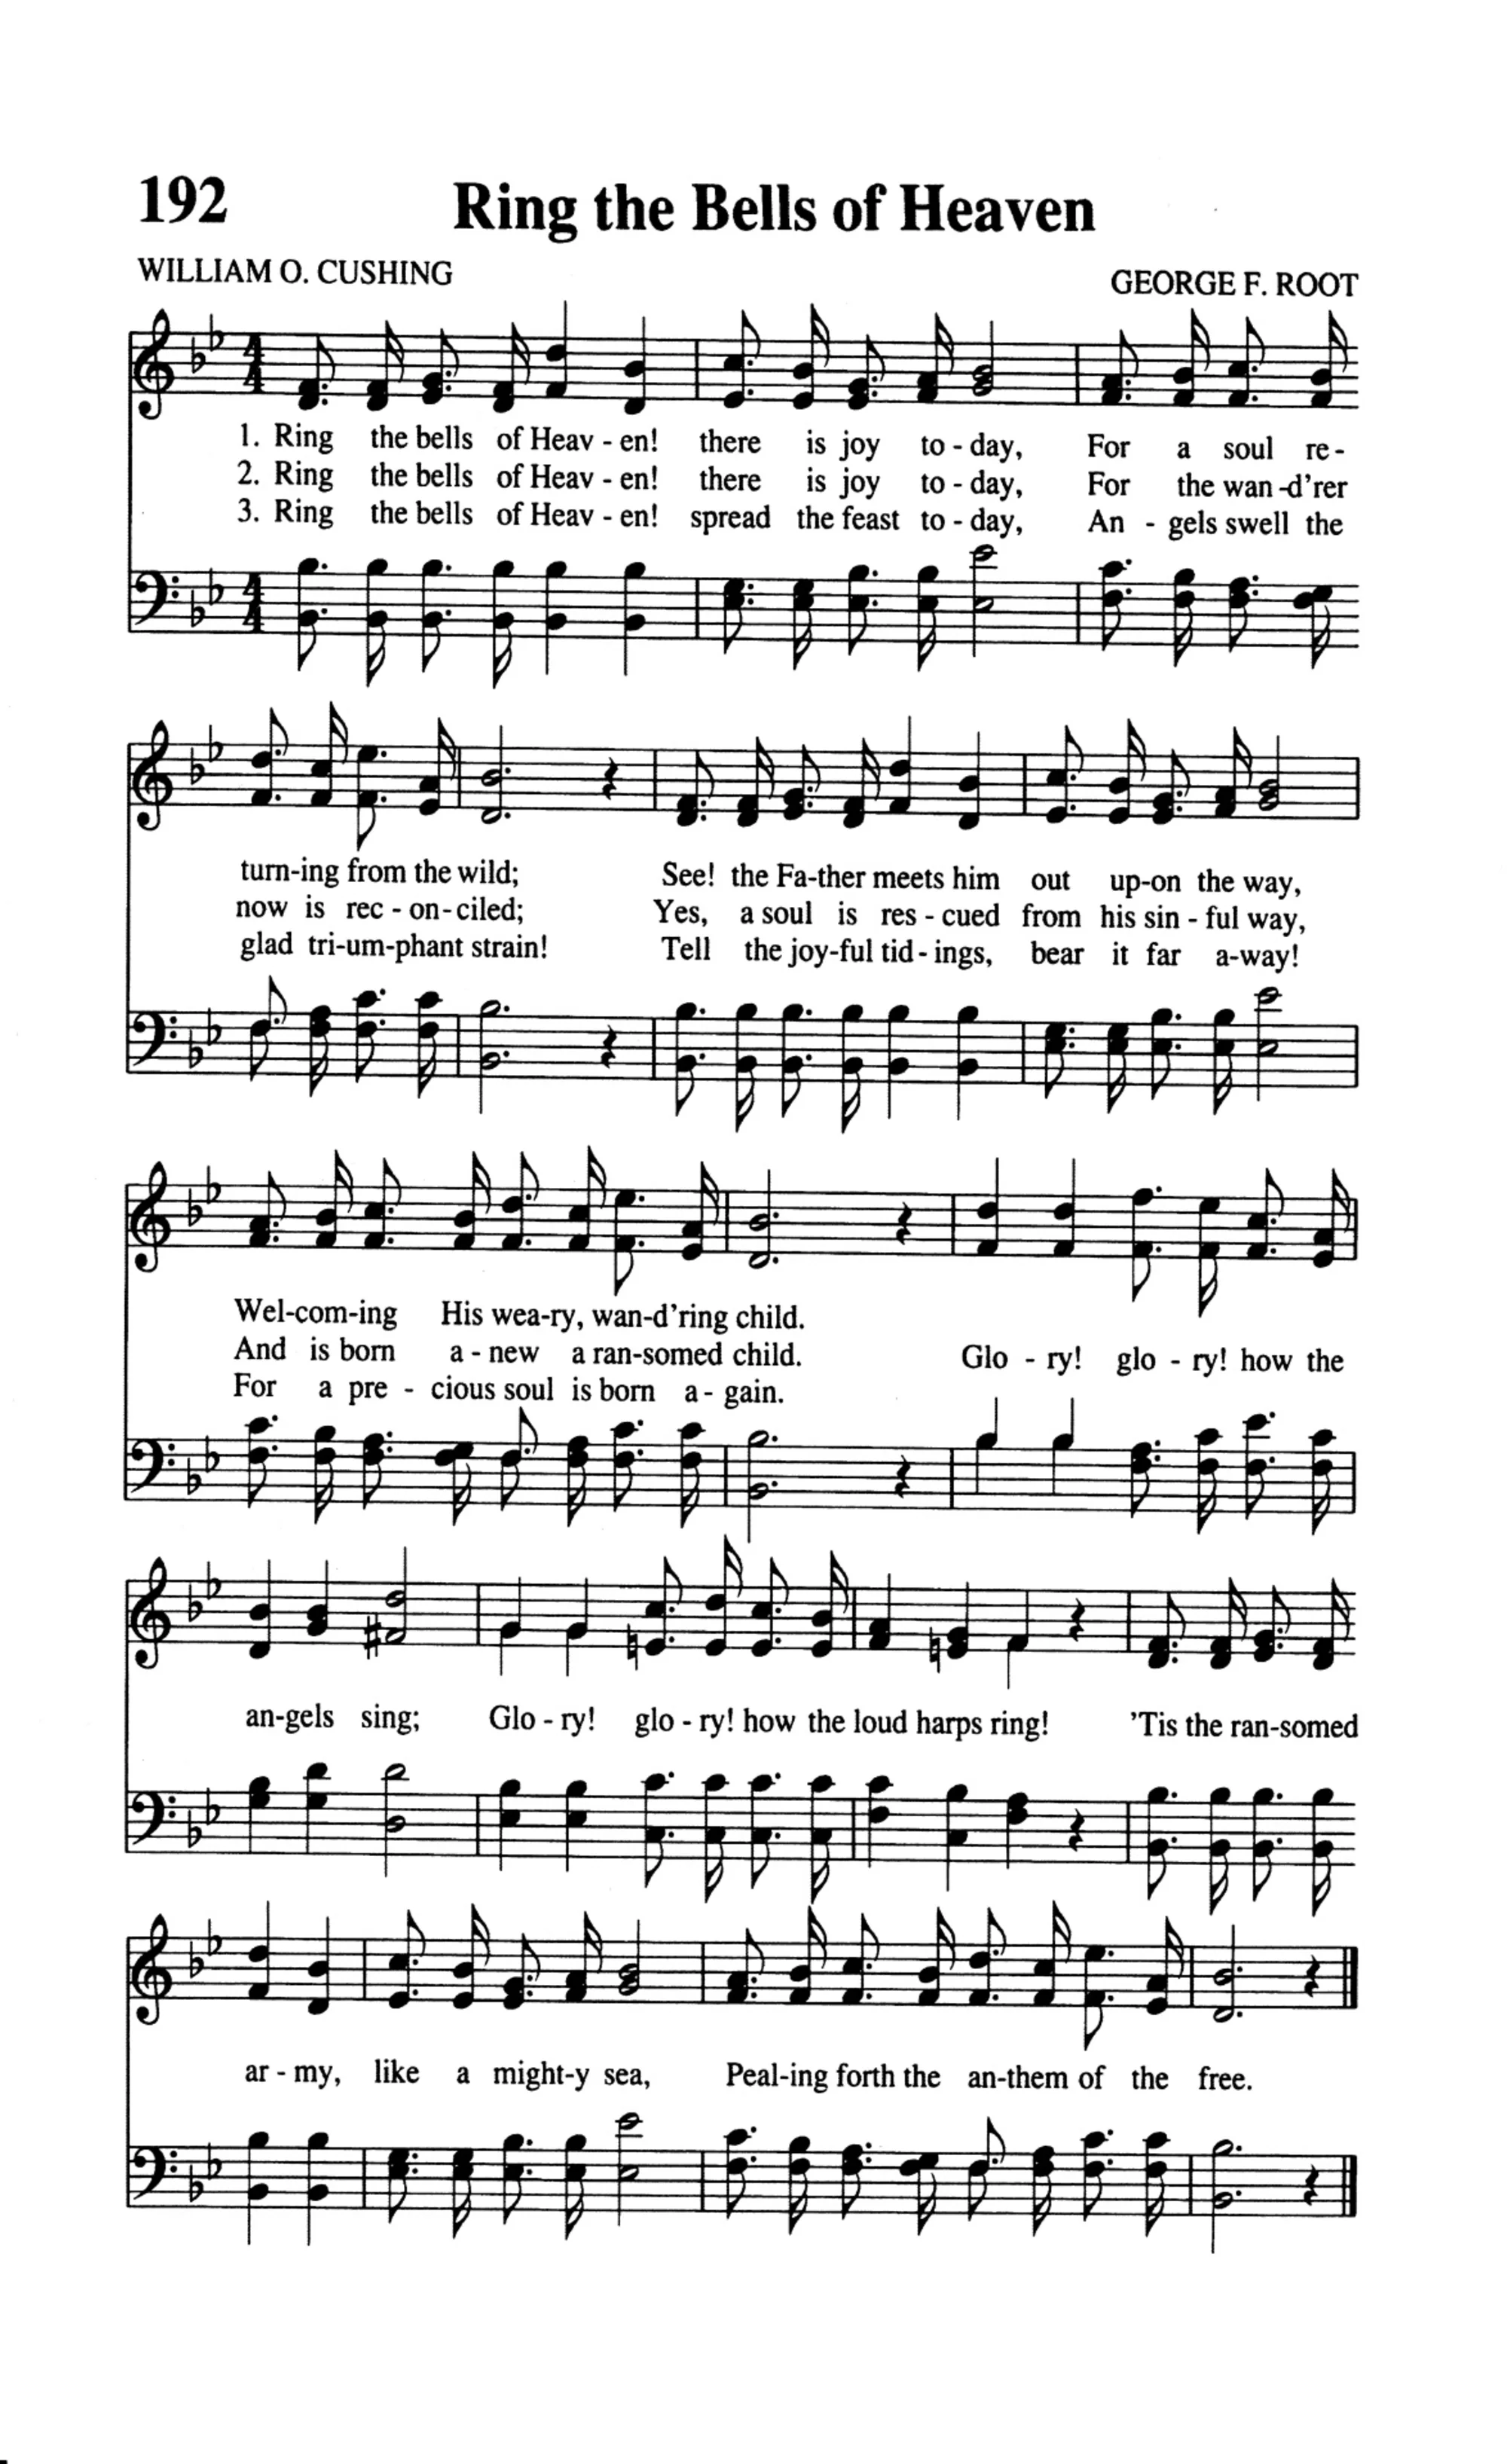 192
Ring the Bells of Heaven
WILLIAM O. CUSHING
GEORGE F. ROOT
1. Ring the bells of Heav - en! there is joy to - day, For a soul re -
2. Ring the bells of Heav - en! there is joy to - day, For the wan - d'rer
3. Ring the bells of Heav - en! spread the feast to - day, An - gels swell the
turn-ing from the wild; See! the Fa-ther meets him out up-on the way,
now is rec - on - ciled; Yes, a soul is res - cued from his sin - ful way,
glad tri-um-phant strain! Tell the joy-ful tid - ings, bear it far a-way!
Wel-com-ing His wea-ry, wan-d'ring child.
And is born a - new a ran-somed child. Glo - ry! glo - ry! how the
For a pre - cious soul is born a - gain.
an-gels sing; Glo - ry! glo - ry! how the loud harps ring! 'Tis the ran-somed
ar - my, like a might-y sea, Peal-ing forth the an-them of the free.